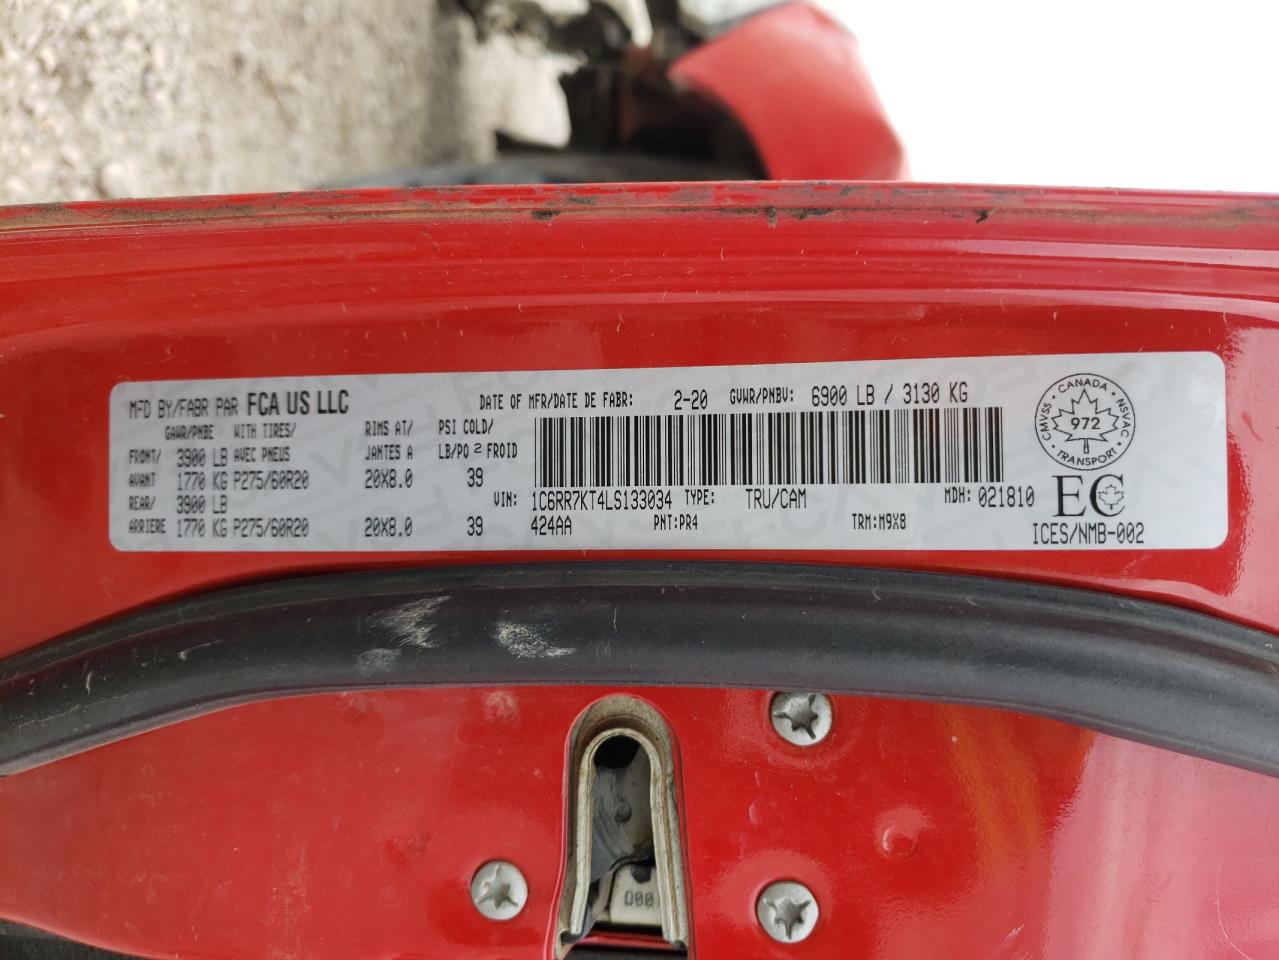 MFD BY/FABR PAR FCA US LLC DATE OF MFR/DATE DE FABR: 2-20 GVWR/PNBV: 6900 LB / 3130 KG
GAWR/PNBE WITH TIRES/ RIMS AT/ PSI COLD/
FRONT/ 3900 LB AVEC PNEUS JANTES A LB/PO 2 FROID
AVANT 1770 KG P275/60R20 20X8.0 39
REAR/ 3900 LB VIN: 1C6RR7KT4LS133034 TYPE: TRU/CAM MDH: 021810
ARRIERE 1770 KG P275/60R20 20X8.0 39 424AA PNT:PR4 TRM:M9X8
CANADA
CMVSS 972 NSVAC
TRANSPORT
EC
ICES/NMB-002